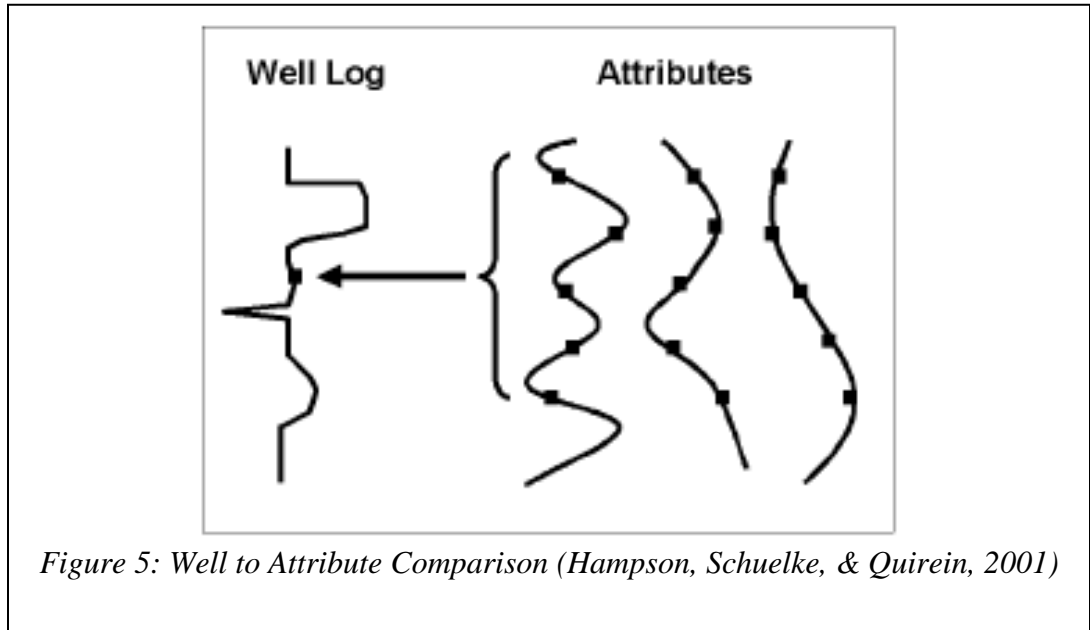 Well Log
Attributes
Figure 5: Well to Attribute Comparison (Hampson, Schuelke, & Quirein, 2001)